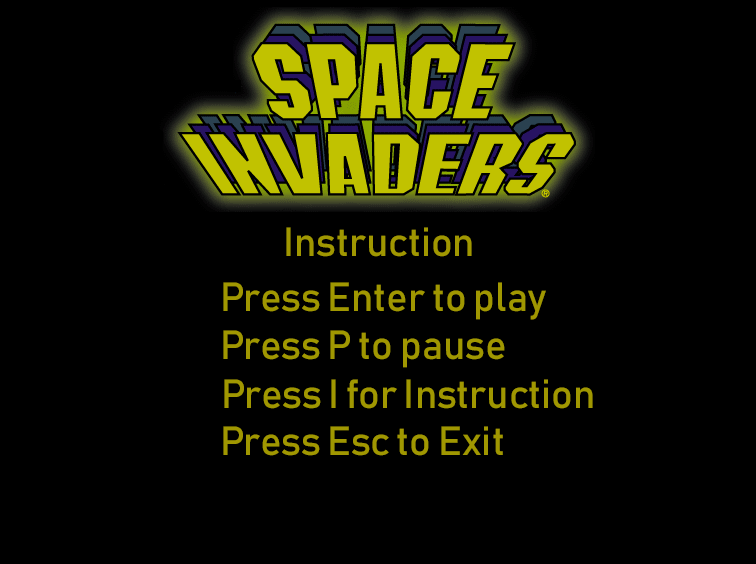 SPACE
INVADERS®
Instruction
Press Enter to play
Press P to pause
Press I for Instruction
Press Esc to Exit